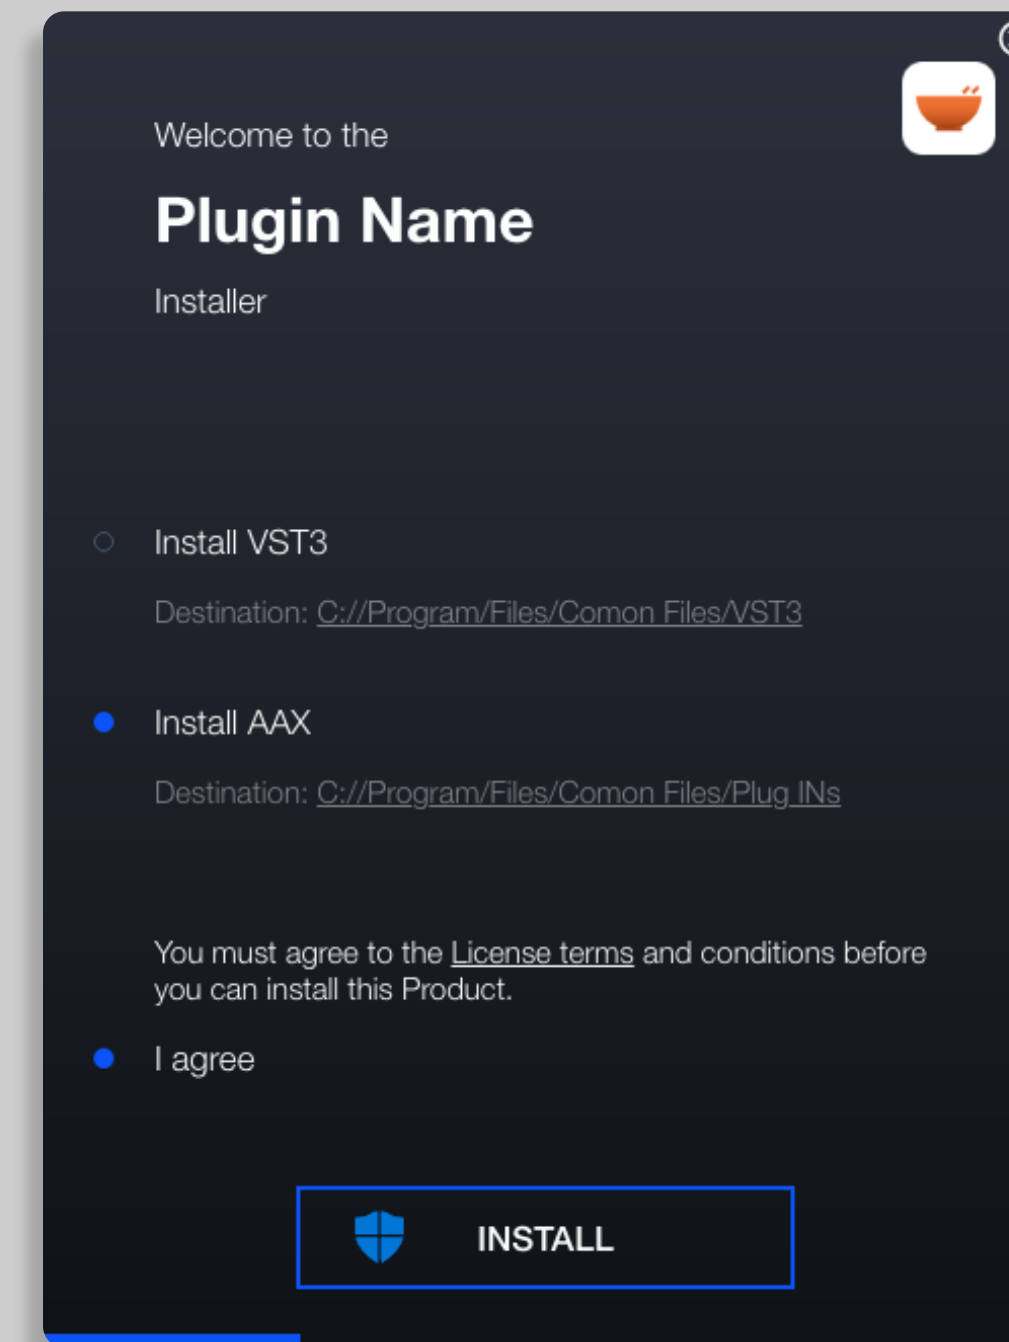 Welcome to the
Plugin Name
Installer
Install VST3
Destination: C://Program/Files/Comon Files/VST3
Install AAX
Destination: C://Program/Files/Comon Files/Plug INs
You must agree to the License terms and conditions before
you can install this Product.
I agree
INSTALL